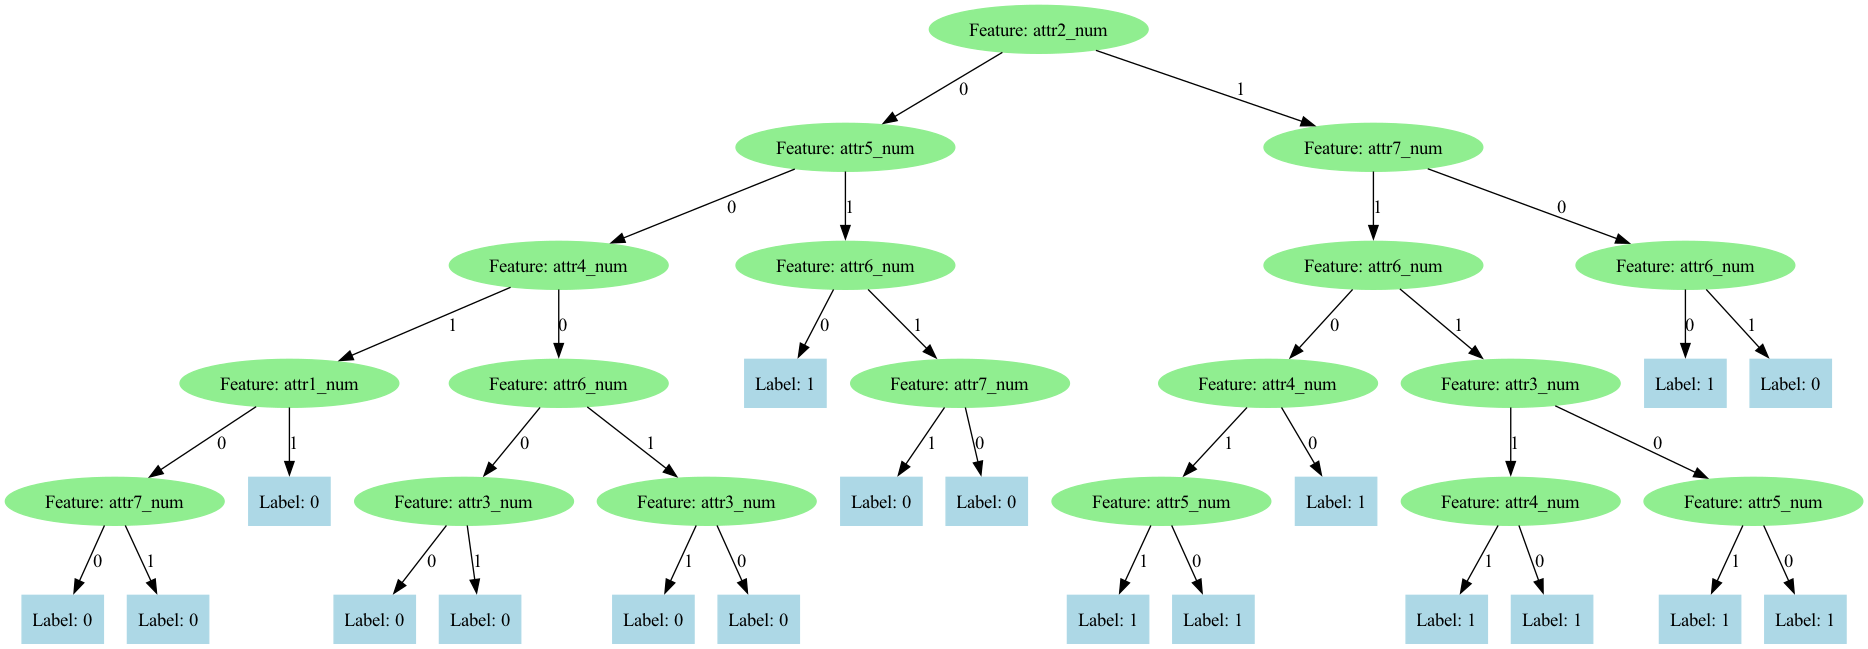 Feature: attr2_num
0
1
Feature: attr5_num
Feature: attr7_num
0
1
1
0
Feature: attr4_num
Feature: attr6_num
Feature: attr6_num
Feature: attr6_num
1
0
0
1
0
1
0
1
Feature: attr1_num
Feature: attr6_num
Label: 1
Feature: attr7_num
Feature: attr4_num
Feature: attr3_num
Label: 1
Label: 0
0
1
0
1
1
0
1
0
1
0
Feature: attr7_num
Label: 0
Feature: attr3_num
Feature: attr3_num
Label: 0
Label: 0
Feature: attr5_num
Label: 1
Feature: attr4_num
Feature: attr5_num
0
1
0
1
1
0
1
0
1
0
1
0
Label: 0
Label: 0
Label: 0
Label: 0
Label: 0
Label: 0
Label: 1
Label: 1
Label: 1
Label: 1
Label: 1
Label: 1